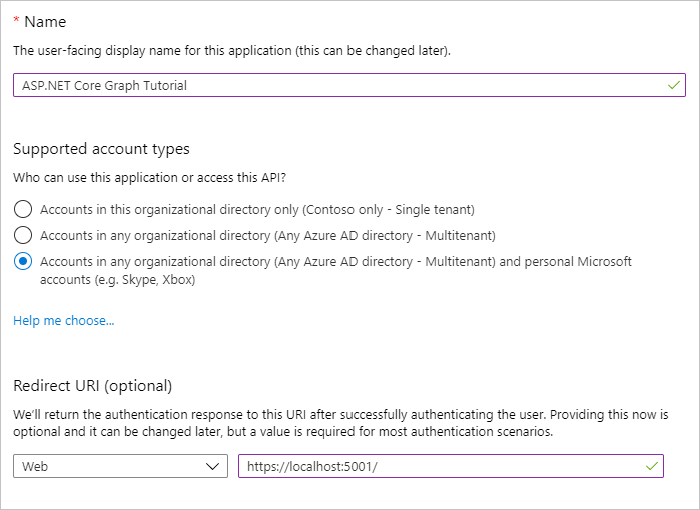 * Name
The user-facing display name for this application (this can be changed later).
ASP.NET Core Graph Tutorial
Supported account types
Who can use this application or access this API?
Accounts in this organizational directory only (Contoso only - Single tenant)
Accounts in any organizational directory (Any Azure AD directory - Multitenant)
Accounts in any organizational directory (Any Azure AD directory - Multitenant) and personal Microsoft
accounts (e.g. Skype, Xbox)
Help me choose...
Redirect URI (optional)
We'll return the authentication response to this URI after successfully authenticating the user. Providing this now is
optional and it can be changed later, but a value is required for most authentication scenarios.
Web https://localhost:5001/